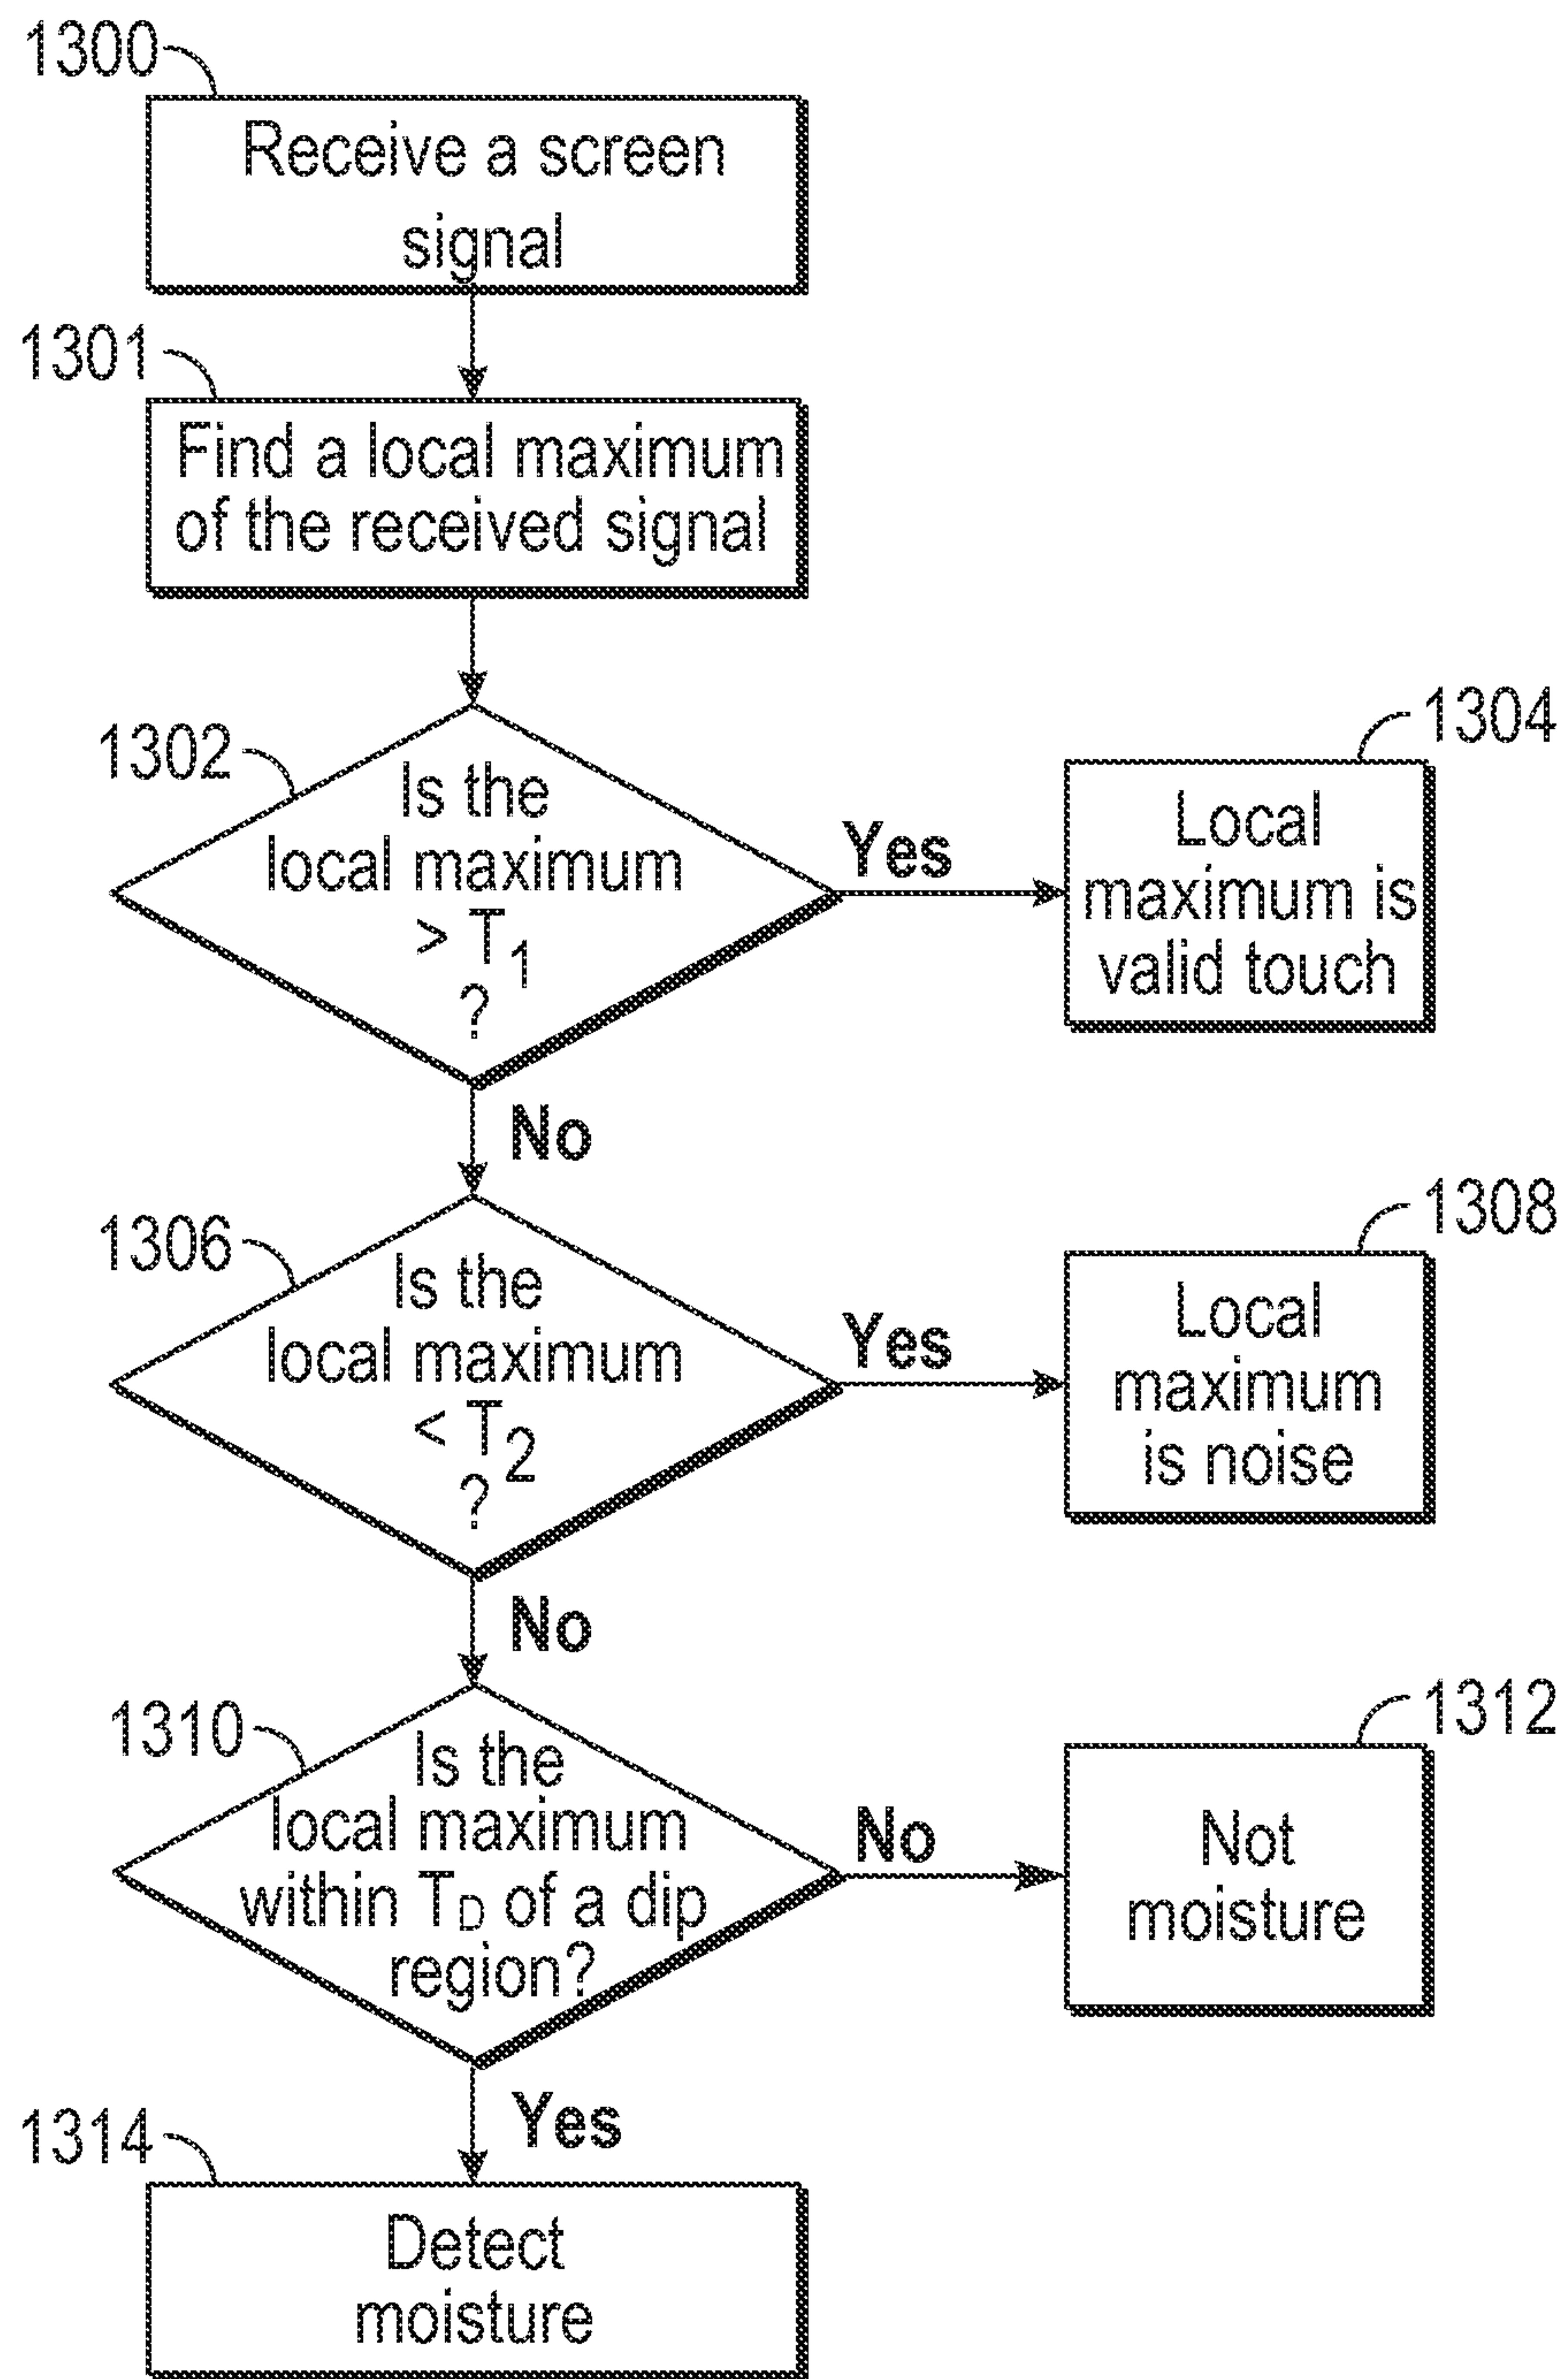 1300
Receive a screen
signal
1301
Find a local maximum
of the received signal
1302
Is the
local maximum
> T1
?
Yes
1304
Local
maximum is
valid touch
No
1306
Is the
local maximum
< T2
?
Yes
1308
Local
maximum
is noise
No
1310
Is the
local maximum
within TD of a dip
region?
No
1312
Not
moisture
Yes
1314
Detect
moisture